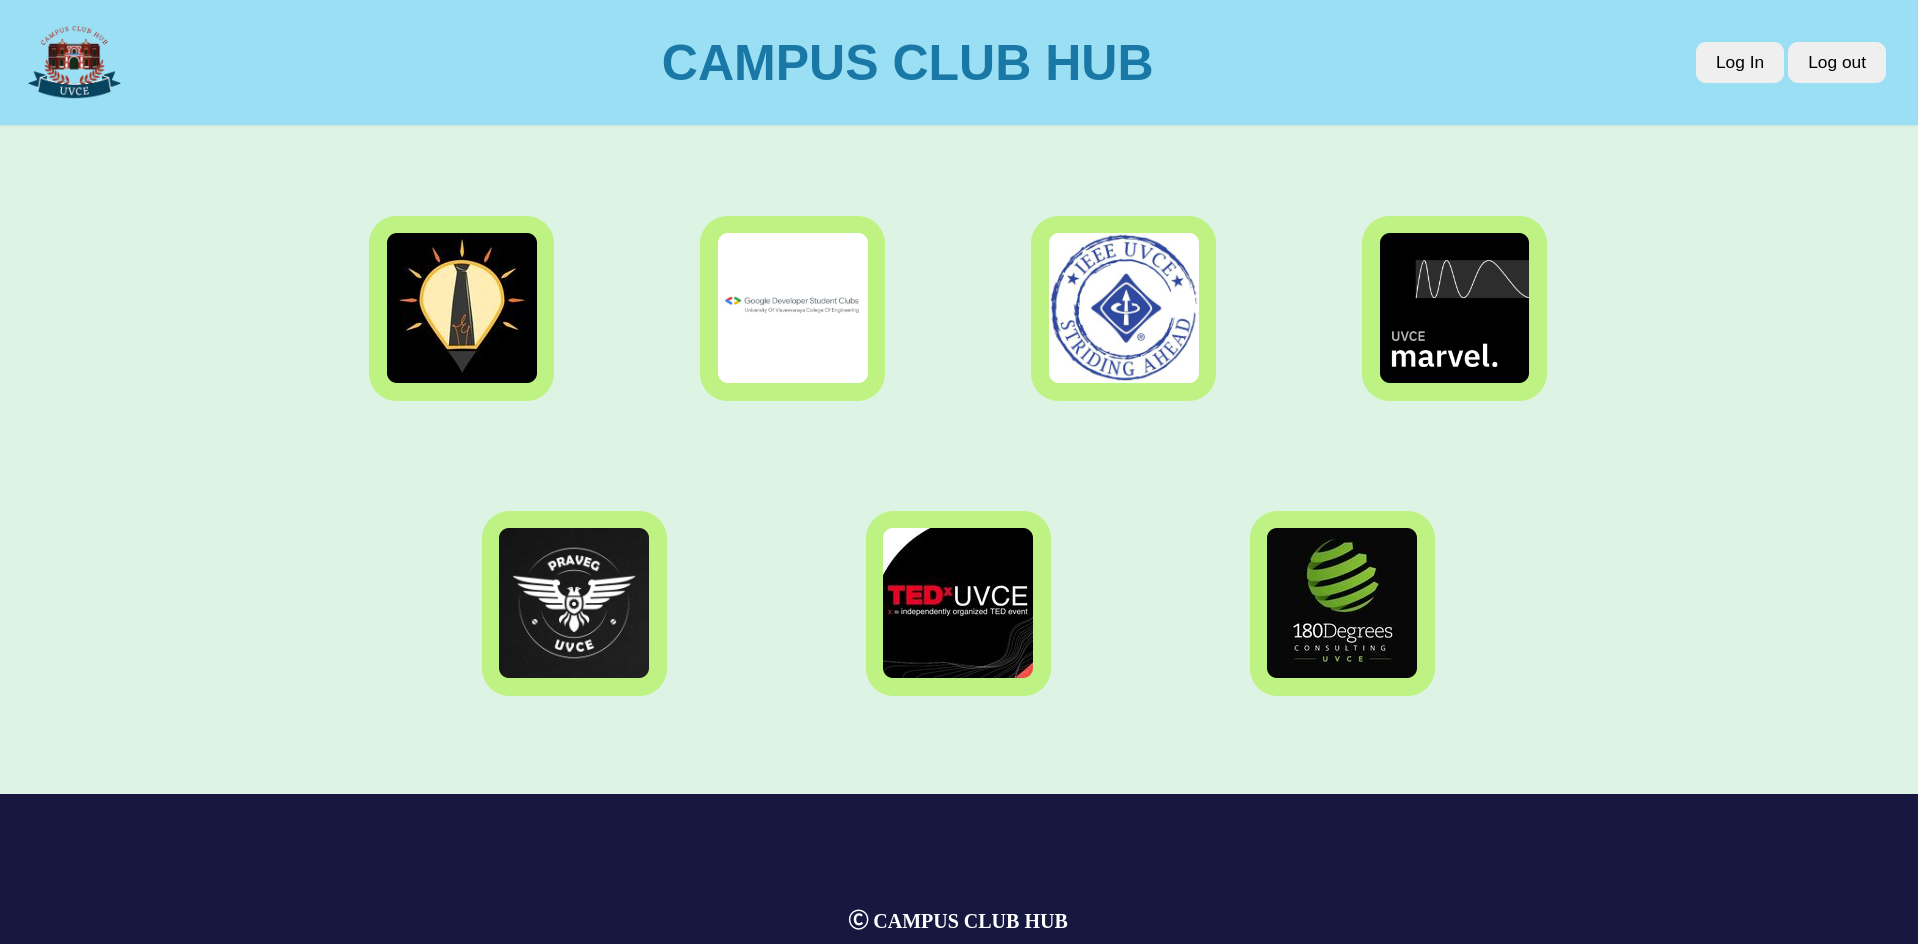 CAMPUS CLUB HUB
UVCE
CAMPUS CLUB HUB
Log In
Log out
Google Developer Student Clubs
University Of Visvesvaraya College Of Engineering
IEEE UVCE
STRIDING AHEAD
®
UVCE
marvel.
PRAVEG
UVCE
TEDxUVCE
x = independently organized TED event
180Degrees
CONSULTING
UVCE
© CAMPUS CLUB HUB